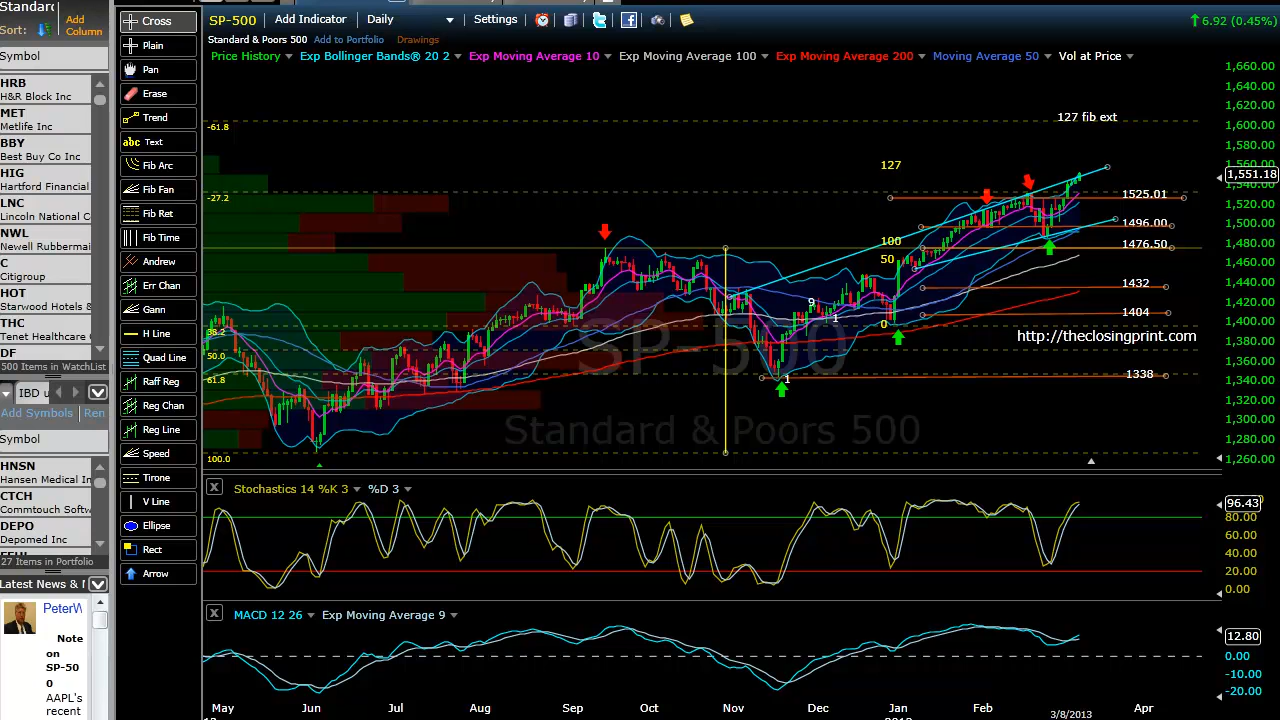 Standarc
Sort:
Add Column
Symbol
HRB
H&R Block Inc
MET
Metlife Inc
BBY
Best Buy Co Inc
HIG
Hartford Financial
LNC
Lincoln National C
NWL
Newell Rubbermai
C
Citigroup
HOT
Starwood Hotels &
THC
Tenet Healthcare
DF
500 Items in Watchlist
IBD u
Add Symbols Ren
Symbol
HNSN
Hansen Medical In
CTCH
Commtouch Softw
DEPO
Depomed Inc
27 Items in Portfolio
Latest News & N
PeterW
Note
on
SP-50
0
AAPL's
recent
Cross
Plain
Pan
Erase
Trend
abc Text
Fib Arc
Fib Fan
Fib Ret
Fib Time
Andrew
Err Chan
Gann
H Line
Quad Line
Raff Reg
Reg Chan
Reg Line
Speed
Tirone
V Line
Ellipse
Rect
Arrow
SP-500 Add Indicator Daily Settings
6.92 (0.45%)
Standard & Poors 500 Add to Portfolio Drawings
Price History Exp Bollinger Bands® 20 2 Exp Moving Average 10 Exp Moving Average 100 Exp Moving Average 200 Moving Average 50 Vol at Price
-61.8
127 fib ext
127
-27.2
1525.01
1496.00
100
1476.50
50
1432
9
1404
1
0
38.2
http://theclosingprint.com
50.0
61.8
1
1338
100.0
SP-500
Standard & Poors 500
1,660.00
1,640.00
1,620.00
1,600.00
1,580.00
1,560.00
1,551.18
1,540.00
1,520.00
1,500.00
1,480.00
1,460.00
1,440.00
1,420.00
1,400.00
1,380.00
1,360.00
1,340.00
1,320.00
1,300.00
1,280.00
1,260.00
X Stochastics 14 %K 3 %D 3
96.43
80.00
60.00
40.00
20.00
0.00
X MACD 12 26 Exp Moving Average 9
12.80
0.00
-10.00
-20.00
May Jun Jul Aug Sep Oct Nov Dec Jan Feb 3/8/2013 Apr